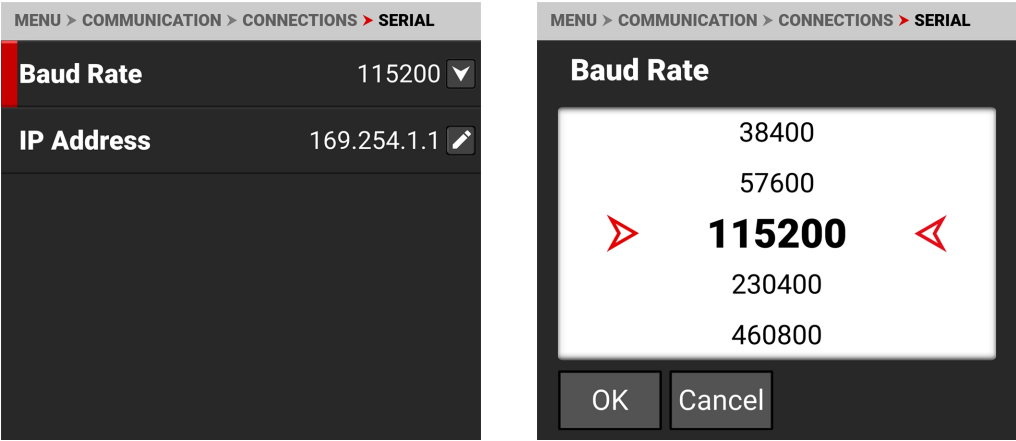 MENU > COMMUNICATION > CONNECTIONS > SERIAL
Baud Rate 115200
IP Address 169.254.1.1
MENU > COMMUNICATION > CONNECTIONS > SERIAL
Baud Rate
38400
57600
115200
230400
460800
OK Cancel